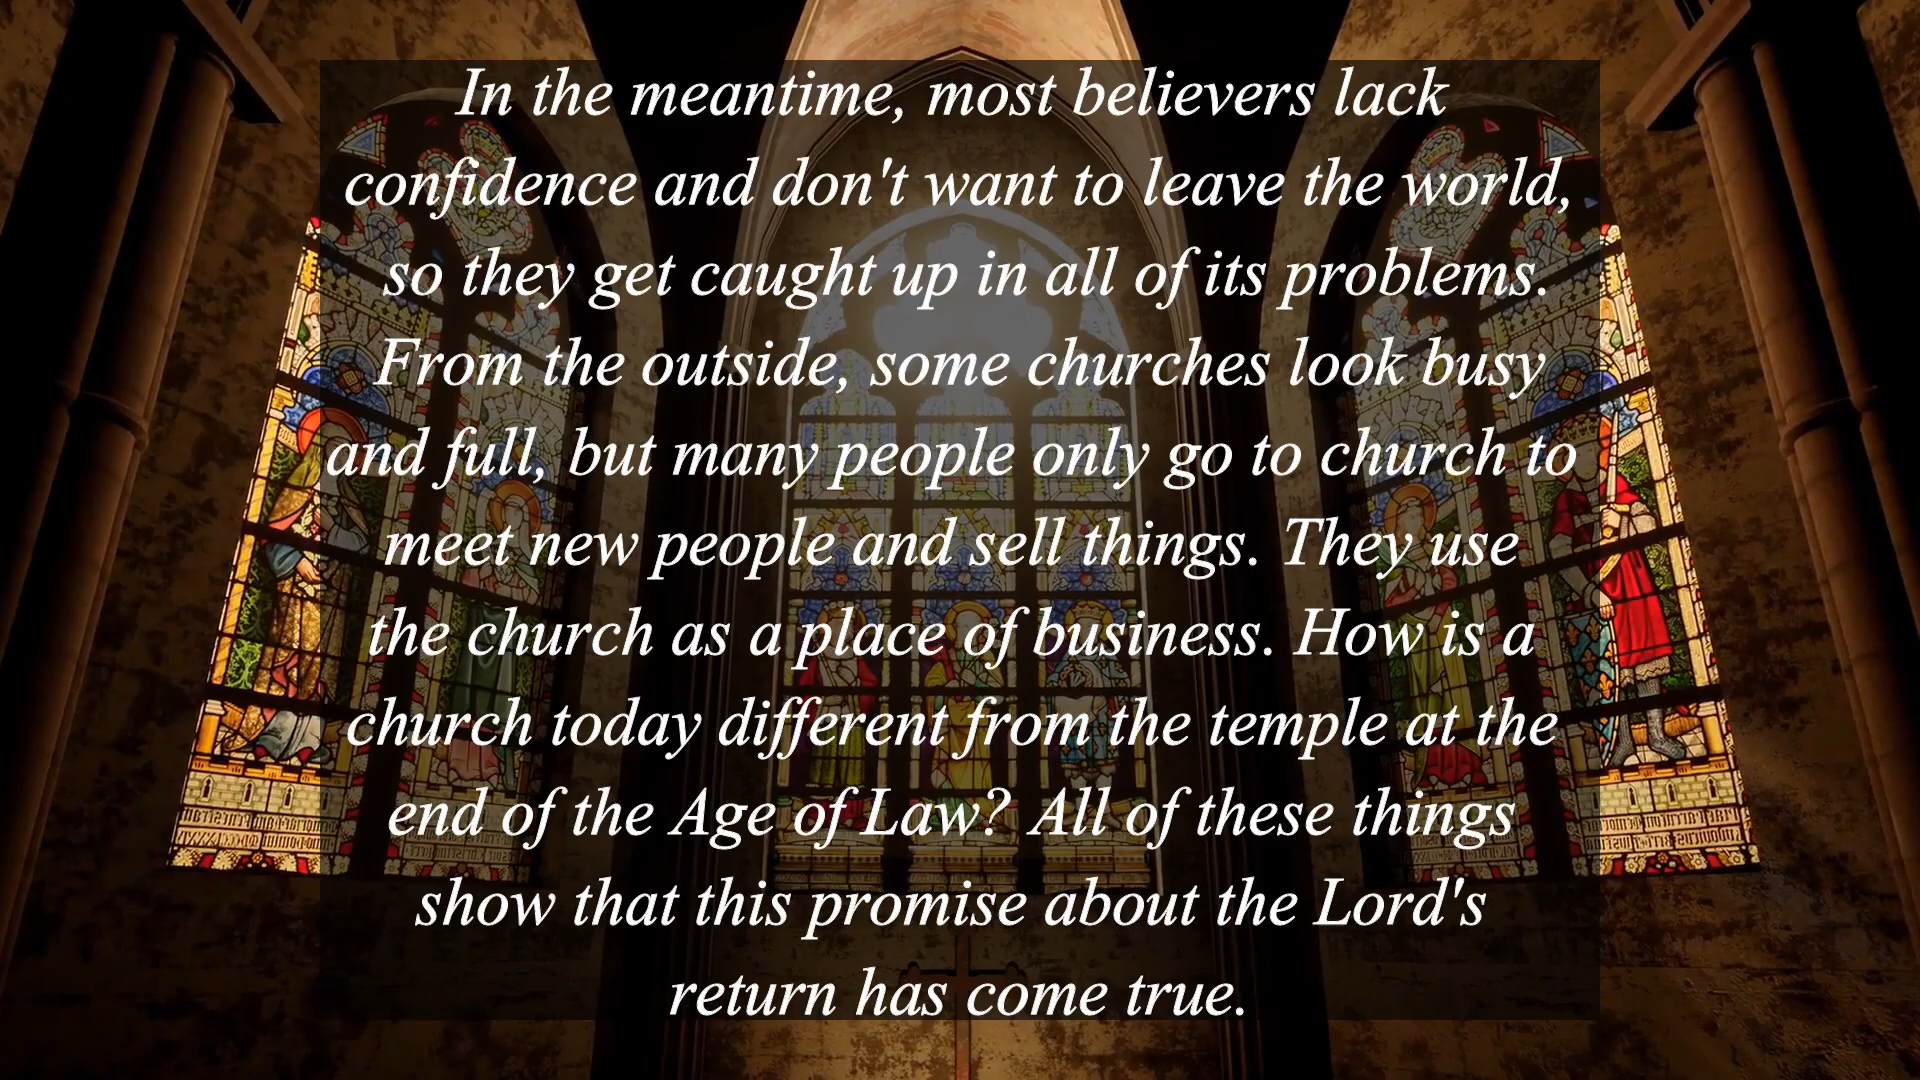 In the meantime, most believers lack
confidence and don't want to leave the world,
so they get caught up in all of its problems.
From the outside, some churches look busy
and full, but many people only go to church to
meet new people and sell things. They use
the church as a place of business. How is a
church today different from the temple at the
end of the Age of Law? All of these things
show that this promise about the Lord's
return has come true.